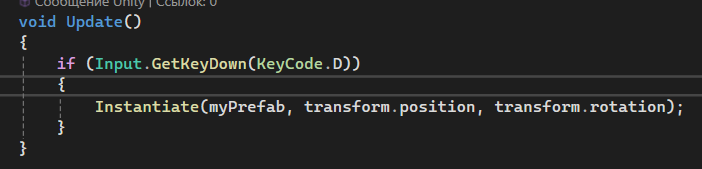 Сообщение Unity | Ссылок: 0
void Update()
{
if (Input.GetKeyDown(KeyCode.D))
{
Instantiate(myPrefab, transform.position, transform.rotation);
}
}